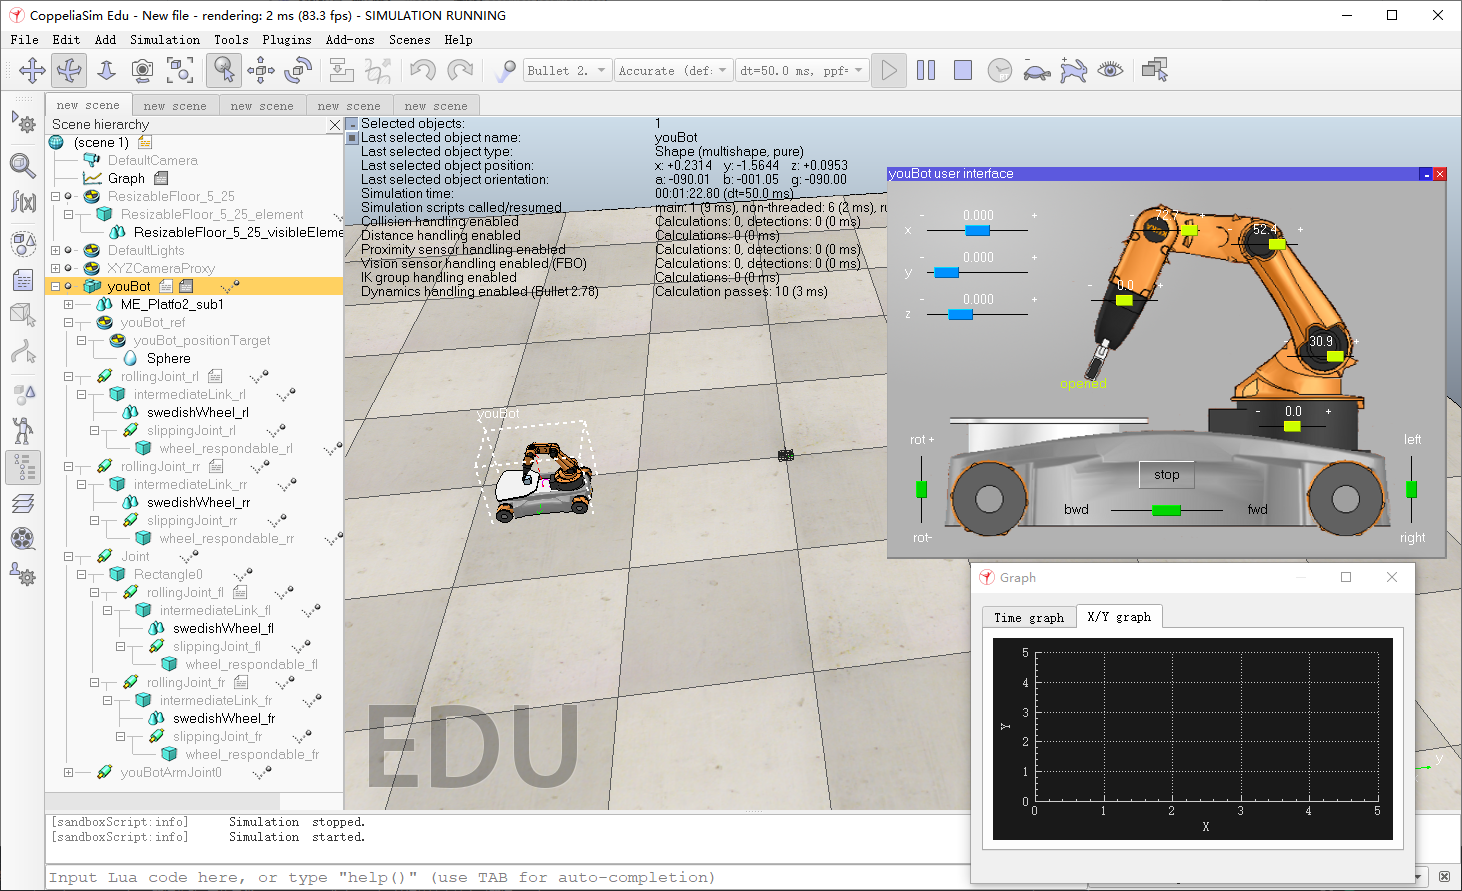 CoppeliaSim Edu - New file - rendering: 2 ms (83.3 fps) - SIMULATION RUNNING
File Edit Add Simulation Tools Plugins Add-ons Scenes Help
Bullet 2. Accurate (def: dt=50.0 ms, ppf= RT
new scene new scene new scene new scene new scene
Scene hierarchy
(scene 1)
DefaultCamera
Graph
ResizableFloor_5_25
ResizableFloor_5_25_element
ResizableFloor_5_25_visibleEleme
DefaultLights
XYZCameraProxy
youBot
ME_Platfo2_sub1
youBot_ref
youBot_positionTarget
Sphere
rollingJoint_rl
intermediateLink_rl
swedishWheel_rl
slippingJoint_rl
wheel_respondable_rl
rollingJoint_rr
intermediateLink_rr
swedishWheel_rr
slippingJoint_rr
wheel_respondable_rr
Joint
Rectangle0
rollingJoint_fl
intermediateLink_fl
swedishWheel_fl
slippingJoint_fl
wheel_respondable_fl
rollingJoint_fr
intermediateLink_fr
swedishWheel_fr
slippingJoint_fr
wheel_respondable_fr
youBotArmJoint0
Selected objects: 1
Last selected object name: youBot
Last selected object type: Shape (multishape, pure)
Last selected object position: x: +0.2314 y: -1.5644 z: +0.0953
Last selected object orientation: a: -090.01 b: -001.05 g: -090.00
Simulation time: 00:01:22.80 (dt=50.0 ms)
Simulation scripts called/resumed main: 1 (9 ms), non-threaded: 6 (2 ms), ru
Collision handling enabled Calculations: 0, detections: 0 (0 ms)
Distance handling enabled Calculations: 0 (0 ms)
Proximity sensor handling enabled Calculations: 0, detections: 0 (0 ms)
Vision sensor handling enabled (FBO) Calculations: 0, detections: 0 (0 ms)
IK group handling enabled Calculations: 0 (0 ms)
Dynamics handling enabled (Bullet 2.78) Calculation passes: 10 (3 ms)
youBot
EDU
y
youBot user interface
- 0.000 +
x
- 0.000 +
y
- 0.000 +
z
- 72.7 +
- 52.4 +
- 0.0 +
- 30.9 +
opened
- 0.0 +
rot +
left
stop
bwd fwd
rot-
right
Graph
Time graph X/Y graph
5
4
3
2
1
0
Y
0 1 2 3 4 5
X
[sandboxScript:info] Simulation stopped.
[sandboxScript:info] Simulation started.
Input Lua code here, or type "help()" (use TAB for auto-completion)